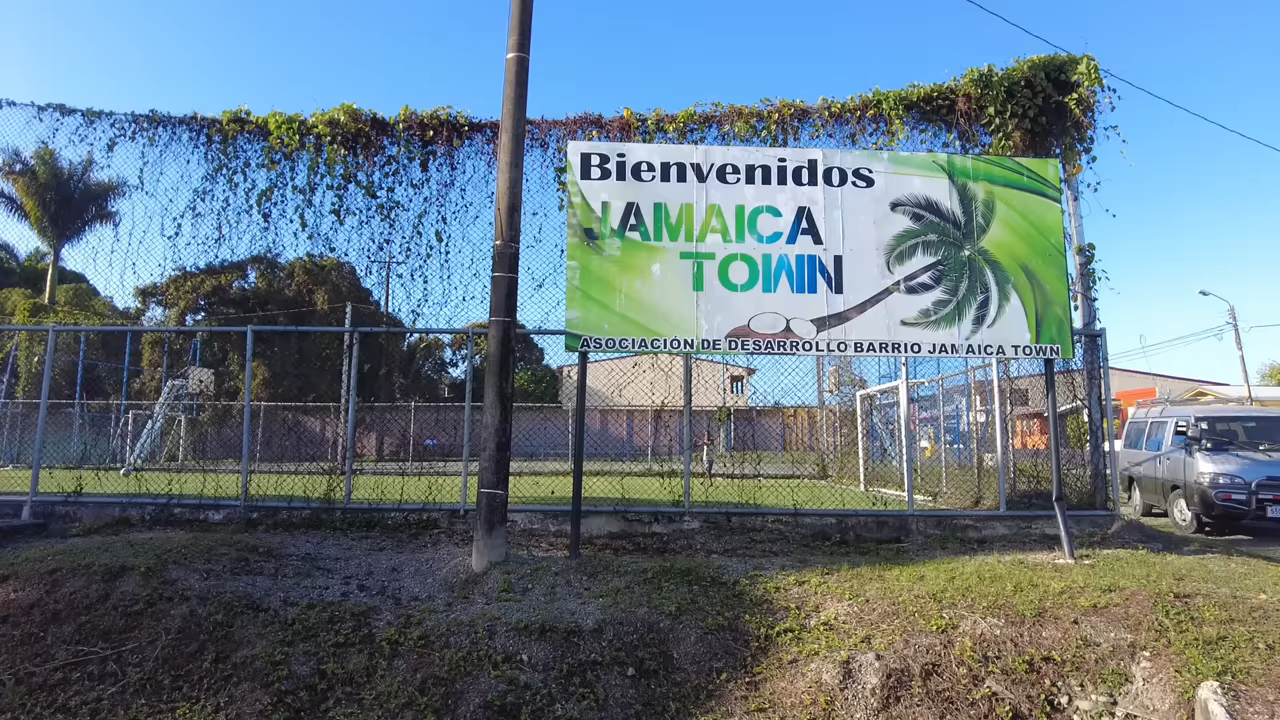 Bienvenidos
JAMAICA
TOWN
ASOCIACIÓN DE DESARROLLO BARRIO JAMAICA TOWN